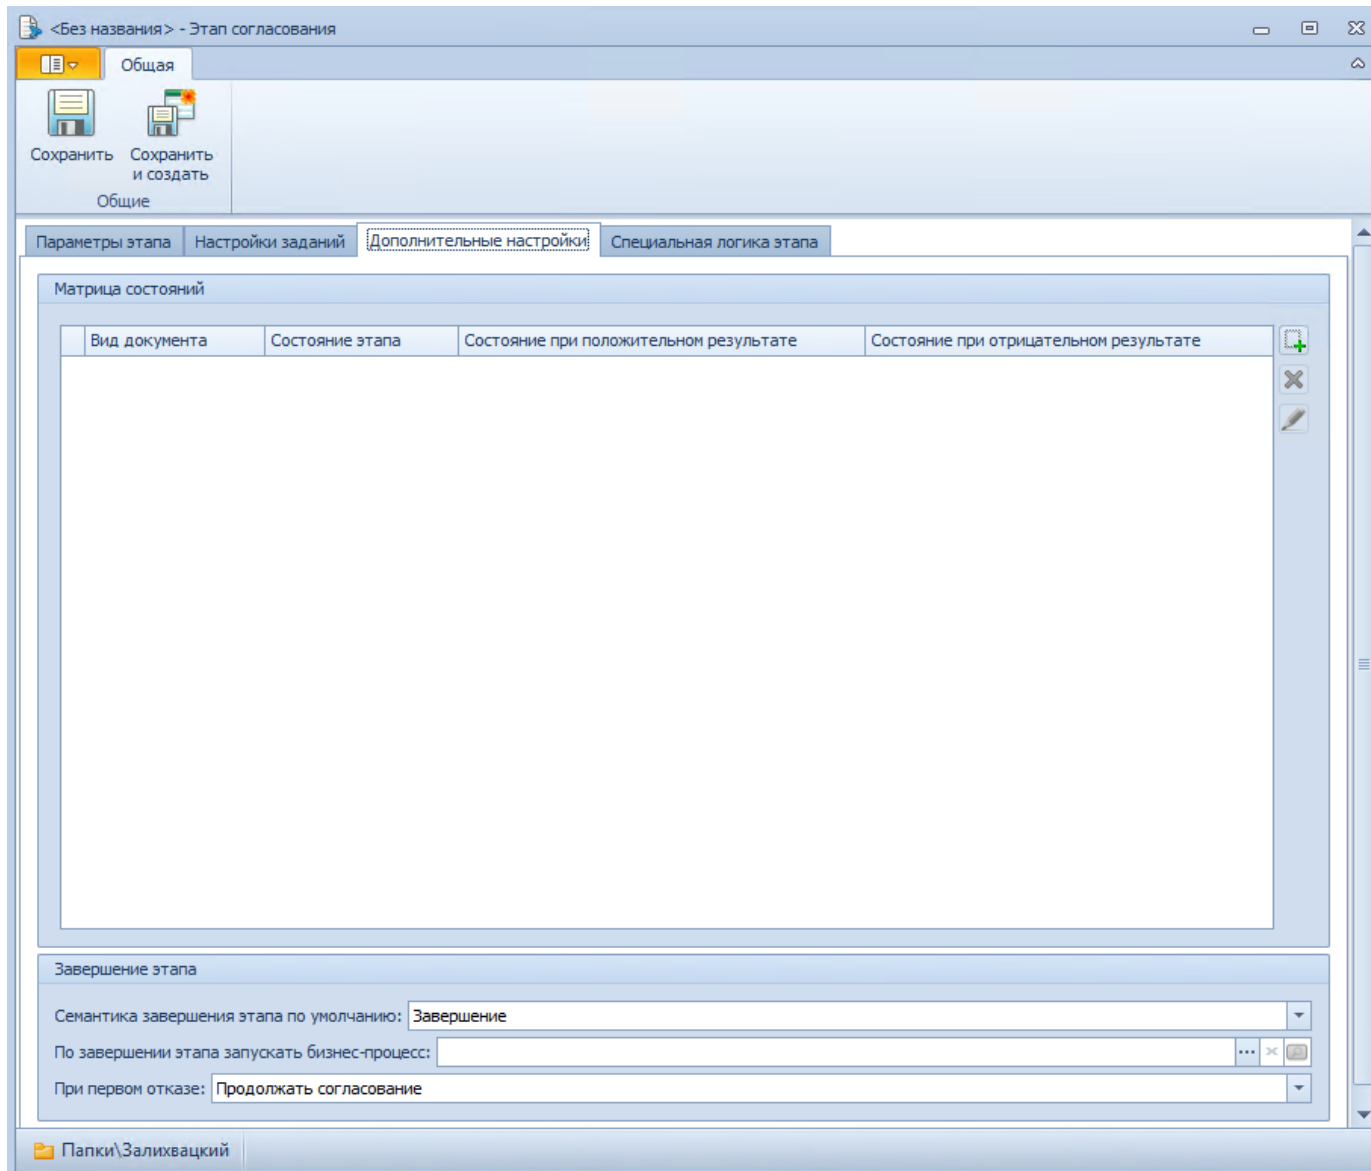 <Без названия> - Этап согласования
Общая
Сохранить
Сохранить
и создать
Общие
Параметры этапа
Настройки заданий
Дополнительные настройки
Специальная логика этапа
Матрица состояний
Вид документа
Состояние этапа
Состояние при положительном результате
Состояние при отрицательном результате
Завершение этапа
Семантика завершения этапа по умолчанию: Завершение
По завершении этапа запускать бизнес-процесс:
При первом отказе: Продолжать согласование
Папки\Залихвацкий